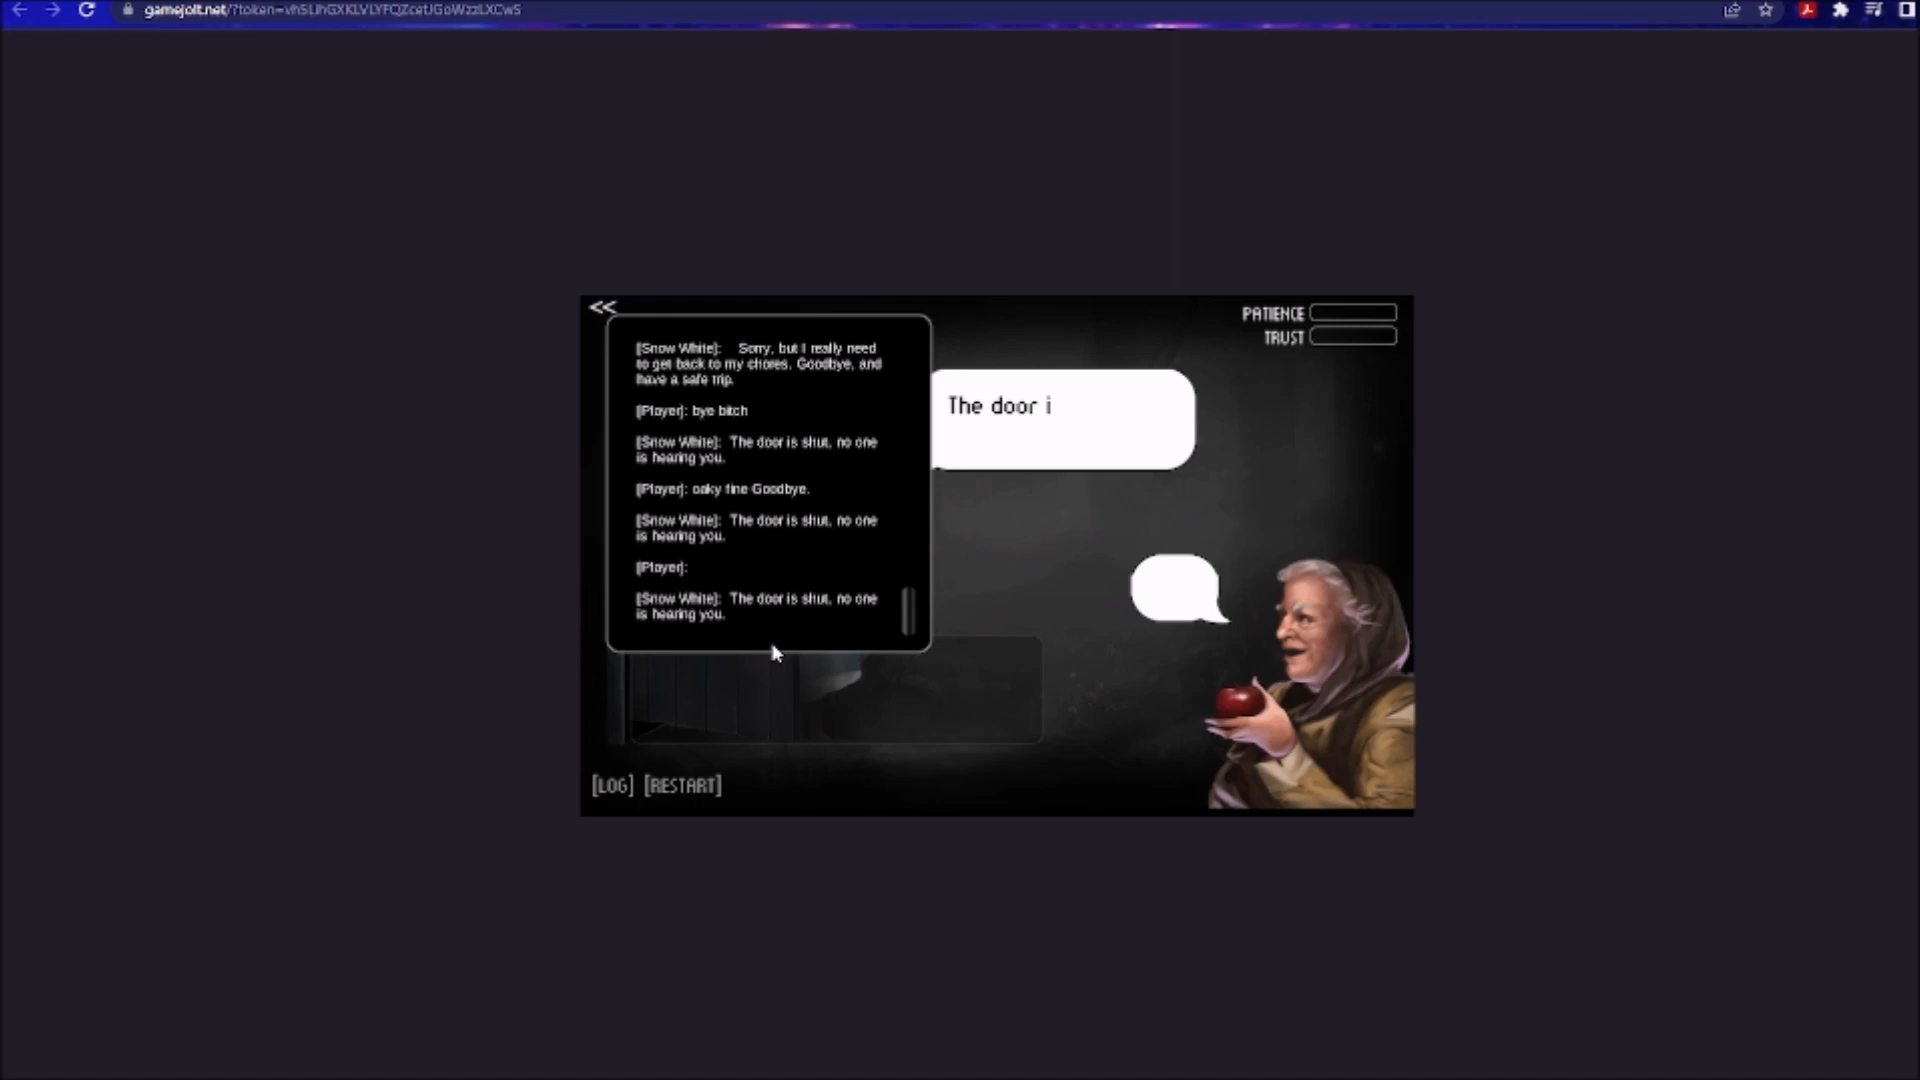 gamejolt.net/?token=
<<
PATIENCE
TRUST
[Snow White]: Sorry, but I really need
to get back to my chores. Goodbye, and
have a safe trip.
[Player]: bye bitch
[Snow White]: The door is shut, no one
is hearing you.
[Player]: oaky fine Goodbye.
[Snow White]: The door is shut, no one
is hearing you.
[Player]:
[Snow White]: The door is shut, no one
is hearing you.
The door i
[LOG] [RESTART]